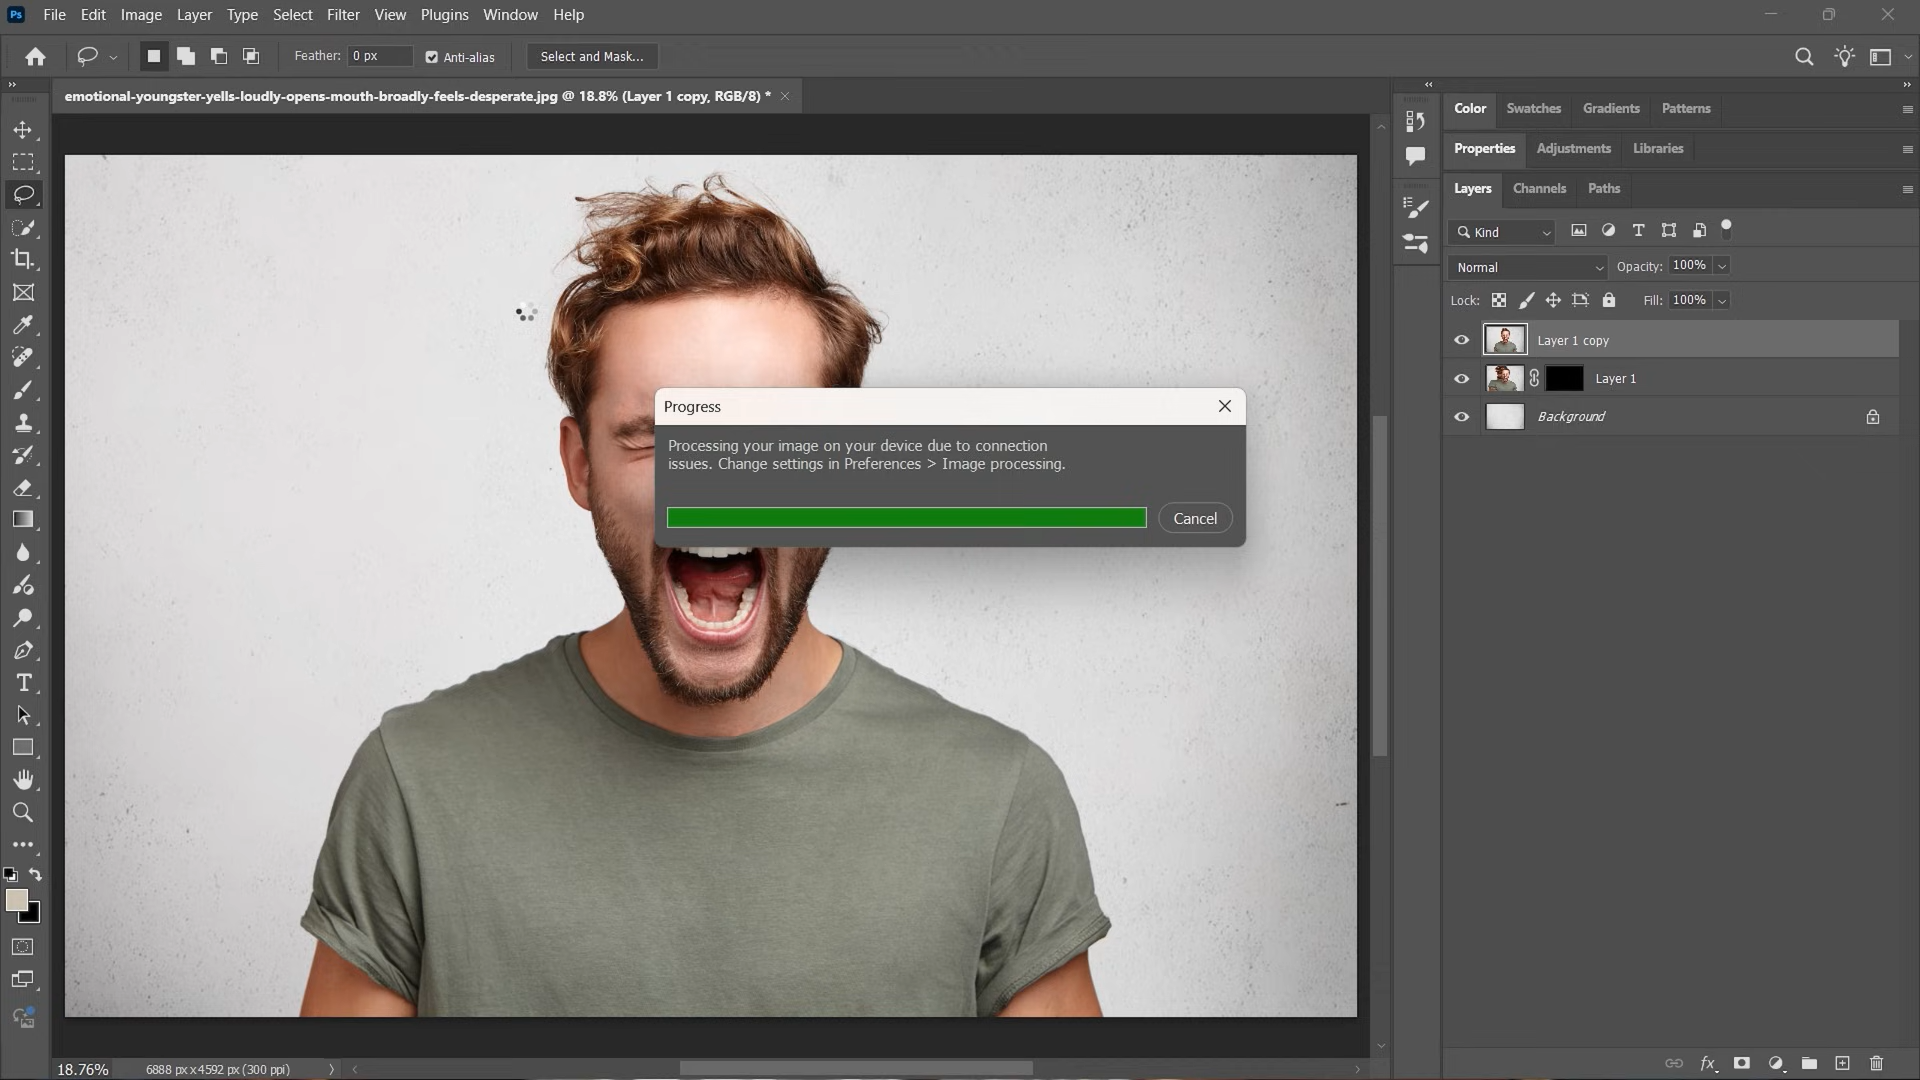 Ps File Edit Image Layer Type Select Filter View Plugins Window Help
Feather: 0 px Anti-alias Select and Mask...
emotional-youngster-yells-loudly-opens-mouth-broadly-feels-desperate.jpg @ 18.8% (Layer 1 copy, RGB/8) *
Color Swatches Gradients Patterns
Properties Adjustments Libraries
Layers Channels Paths
Kind
Normal Opacity: 100%
Lock: Fill: 100%
Layer 1 copy
Layer 1
Background
Progress
Processing your image on your device due to connection
issues. Change settings in Preferences > Image processing.
Cancel
18.76% 6888 px x 4592 px (300 ppi)
fx